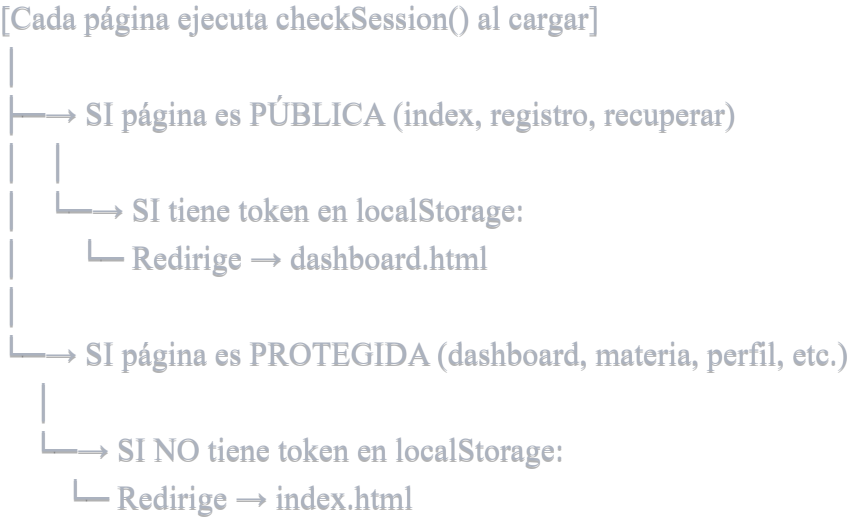 [Cada página ejecuta checkSession() al cargar]
│
├─→ SI página es PÚBLICA (index, registro, recuperar)
│ │
│ └─→ SI tiene token en localStorage:
│ └─ Redirige → dashboard.html
│
└─→ SI página es PROTEGIDA (dashboard, materia, perfil, etc.)
│
└─→ SI NO tiene token en localStorage:
└─ Redirige → index.html